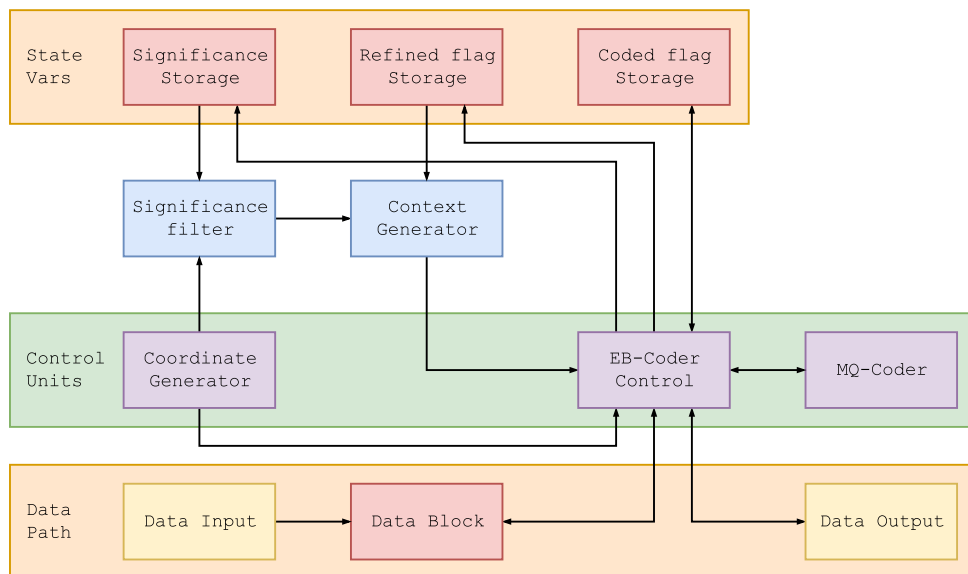 State
Vars
Significance
Storage
Refined flag
Storage
Coded flag
Storage
Significance
filter
Context
Generator
Control
Units
Coordinate
Generator
EB-Coder
Control
MQ-Coder
Data
Path
Data Input
Data Block
Data Output